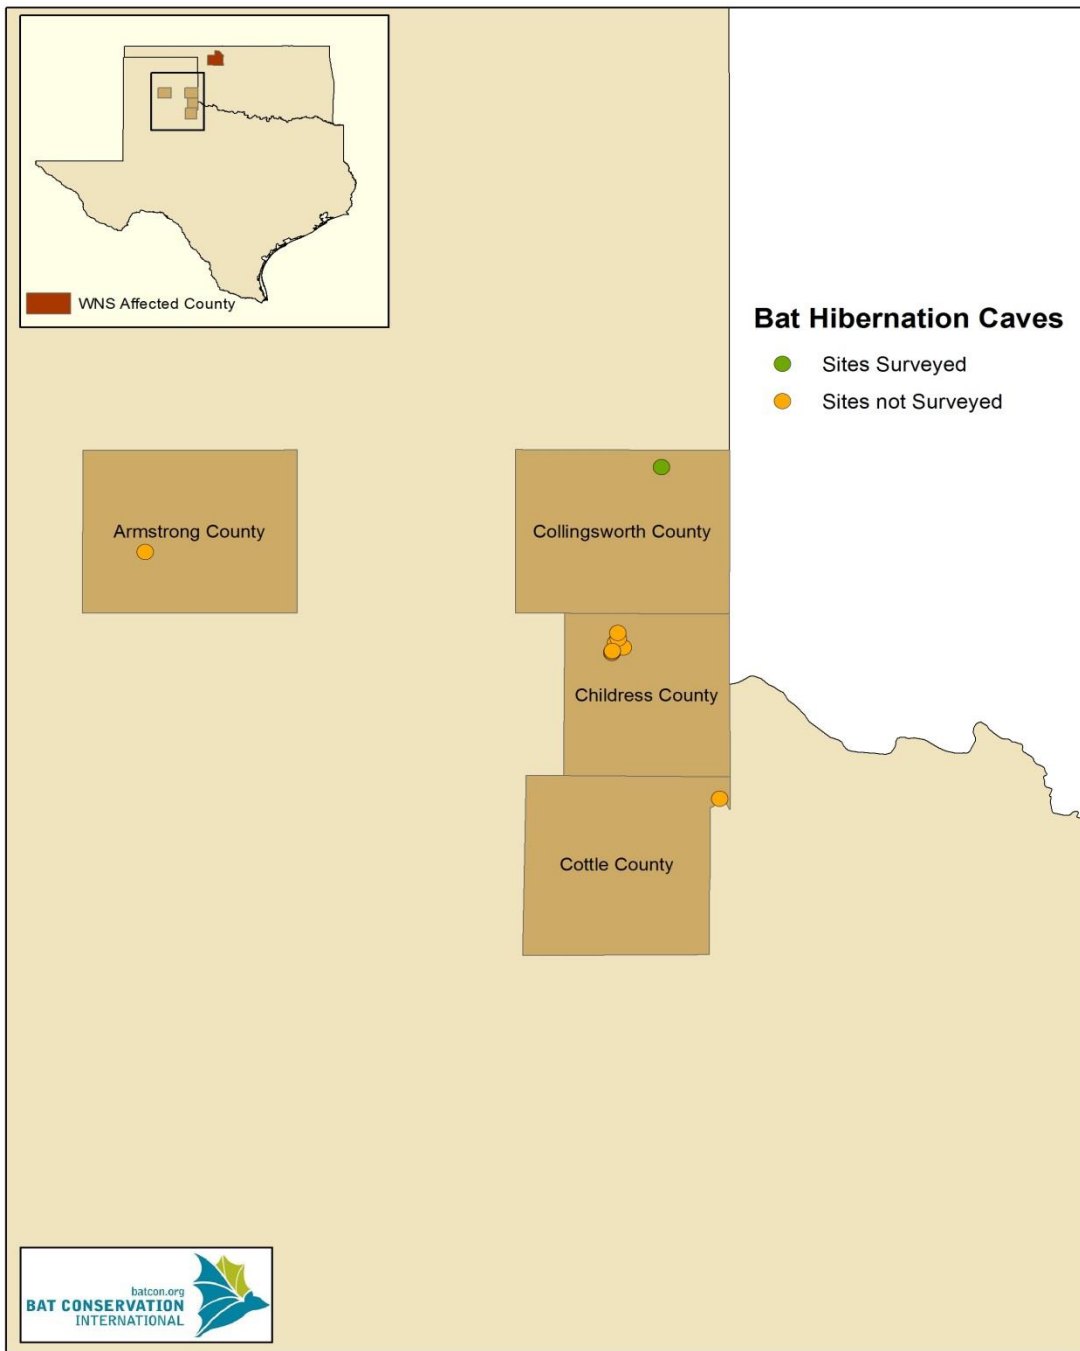 WNS Affected County
Bat Hibernation Caves
Sites Surveyed
Sites not Surveyed
Armstrong County
Collingsworth County
Childress County
Cottle County
batcon.org
BAT CONSERVATION
INTERNATIONAL